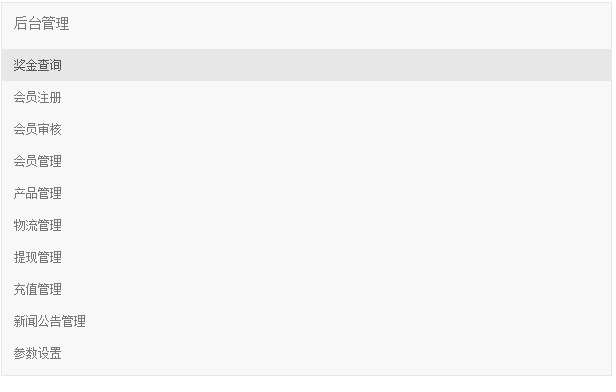 后台管理
奖金查询
会员注册
会员审核
会员管理
产品管理
物流管理
提现管理
充值管理
新闻公告管理
参数设置